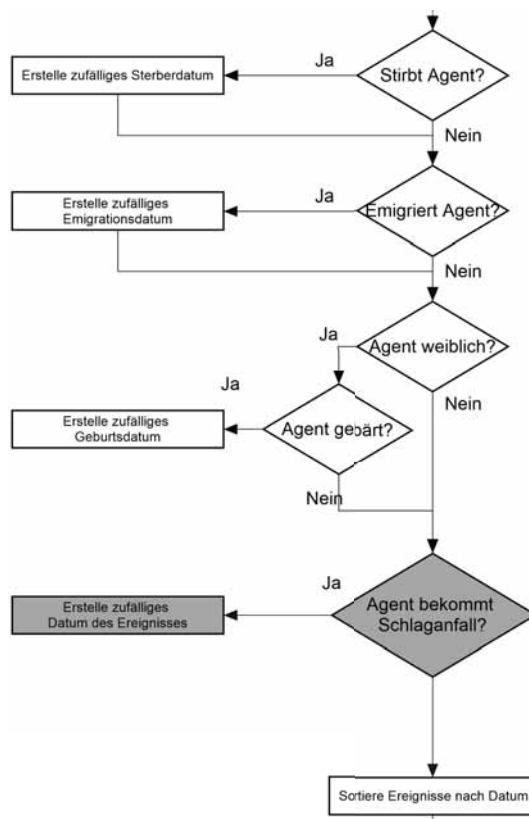 Ja
Stirbt Agent?
Erstelle zufälliges Sterberdatum
Nein
Ja
Emigriert Agent?
Erstelle zufälliges
Emigrationsdatum
Nein
Ja
Agent weiblich?
Ja
Nein
Erstelle zufälliges
Geburtsdatum
Agent gebärt?
Nein
Ja
Erstelle zufälliges
Datum des Ereignisses
Agent bekommt
Schlaganfall?
Sortiere Ereignisse nach Datum